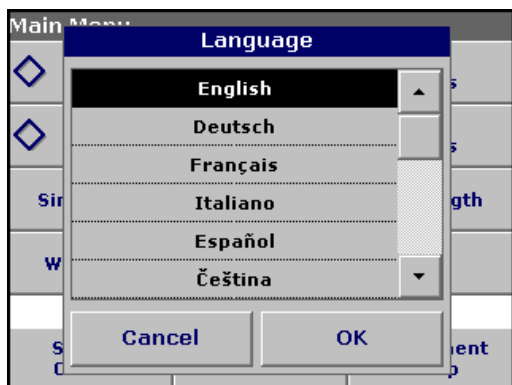 Main Menu
Language
English
Deutsch
Français
Italiano
Español
Čeština
Cancel
OK